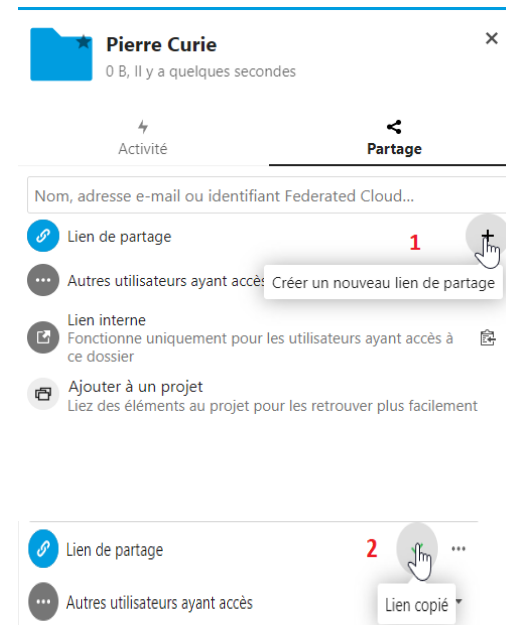 Pierre Curie
0 B, Il y a quelques secondes
Activité
Partage
Nom, adresse e-mail ou identifiant Federated Cloud...
Lien de partage
1
Autres utilisateurs ayant accès
Créer un nouveau lien de partage
Lien interne
Fonctionne uniquement pour les utilisateurs ayant accès à
ce dossier
Ajouter à un projet
Liez des éléments au projet pour les retrouver plus facilement
Lien de partage
2
Autres utilisateurs ayant accès
Lien copié